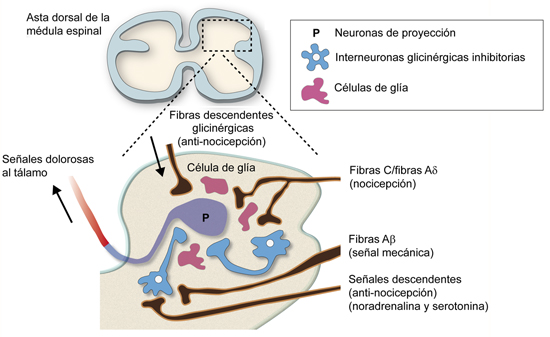 Asta dorsal de la
médula espinal
P
Neuronas de proyección
Interneuronas glicinérgicas inhibitorias
Células de glía
Fibras descendentes
glicinérgicas
(anti-nocicepción)
Señales dolorosas
al tálamo
Célula de glía
Fibras C/fibras Aδ
(nocicepción)
P
Fibras Aβ
(señal mecánica)
Señales descendentes
(anti-nocicepción)
(noradrenalina y serotonina)